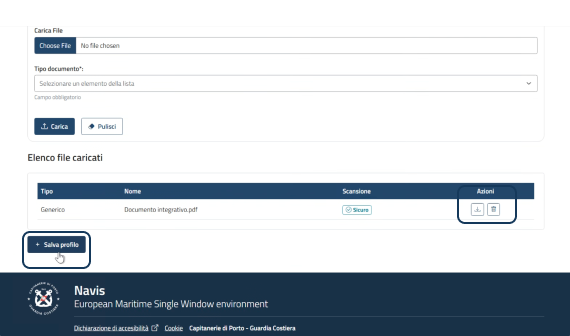 Carica File
Choose File No file chosen
Tipo documento*:
Selezionare un elemento della lista
Campo obbligatorio
Carica Pulisci
Elenco file caricati
Tipo Nome Scansione Azioni
Generico Documento integrativo.pdf Sicuro
+ Salva profilo
Navis
European Maritime Single Window environment
Dichiarazione di accesibilità Cookie Capitanerie di Porto - Guardia Costiera